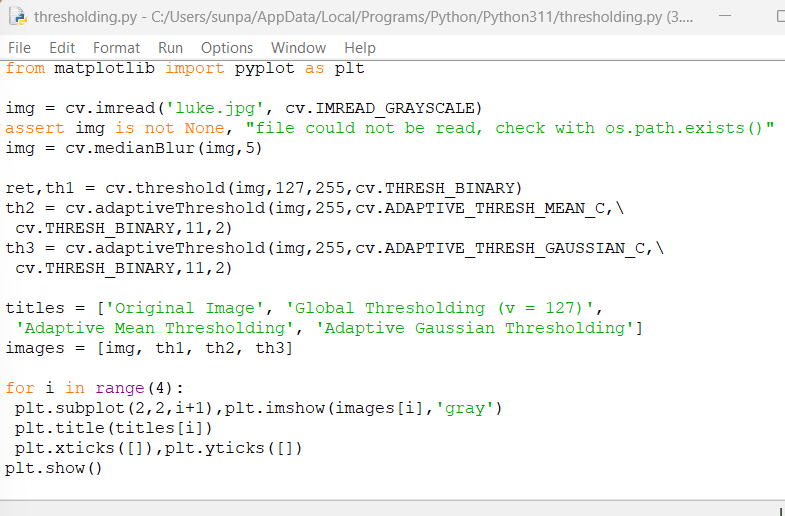 thresholding.py - C:/Users/sunpa/AppData/Local/Programs/Python/Python311/thresholding.py (3....
File Edit Format Run Options Window Help
from matplotlib import pyplot as plt

img = cv.imread('luke.jpg', cv.IMREAD_GRAYSCALE)
assert img is not None, "file could not be read, check with os.path.exists()"
img = cv.medianBlur(img,5)

ret,th1 = cv.threshold(img,127,255,cv.THRESH_BINARY)
th2 = cv.adaptiveThreshold(img,255,cv.ADAPTIVE_THRESH_MEAN_C,\
 cv.THRESH_BINARY,11,2)
th3 = cv.adaptiveThreshold(img,255,cv.ADAPTIVE_THRESH_GAUSSIAN_C,\
 cv.THRESH_BINARY,11,2)

titles = ['Original Image', 'Global Thresholding (v = 127)',
 'Adaptive Mean Thresholding', 'Adaptive Gaussian Thresholding']
images = [img, th1, th2, th3]

for i in range(4):
 plt.subplot(2,2,i+1),plt.imshow(images[i],'gray')
 plt.title(titles[i])
 plt.xticks([]),plt.yticks([])
plt.show()